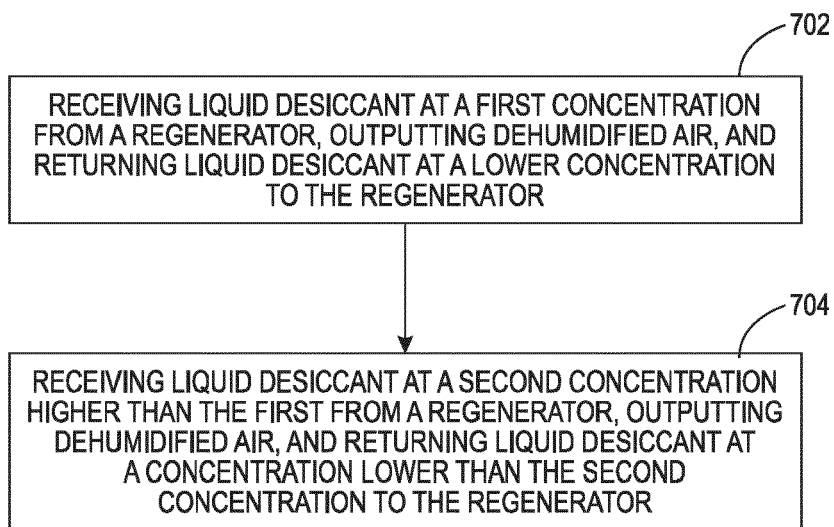 702
RECEIVING LIQUID DESICCANT AT A FIRST CONCENTRATION
FROM A REGENERATOR, OUTPUTTING DEHUMIDIFIED AIR, AND
RETURNING LIQUID DESICCANT AT A LOWER CONCENTRATION
TO THE REGENERATOR
704
RECEIVING LIQUID DESICCANT AT A SECOND CONCENTRATION
HIGHER THAN THE FIRST FROM A REGENERATOR, OUTPUTTING
DEHUMIDIFIED AIR, AND RETURNING LIQUID DESICCANT AT
A CONCENTRATION LOWER THAN THE SECOND
CONCENTRATION TO THE REGENERATOR